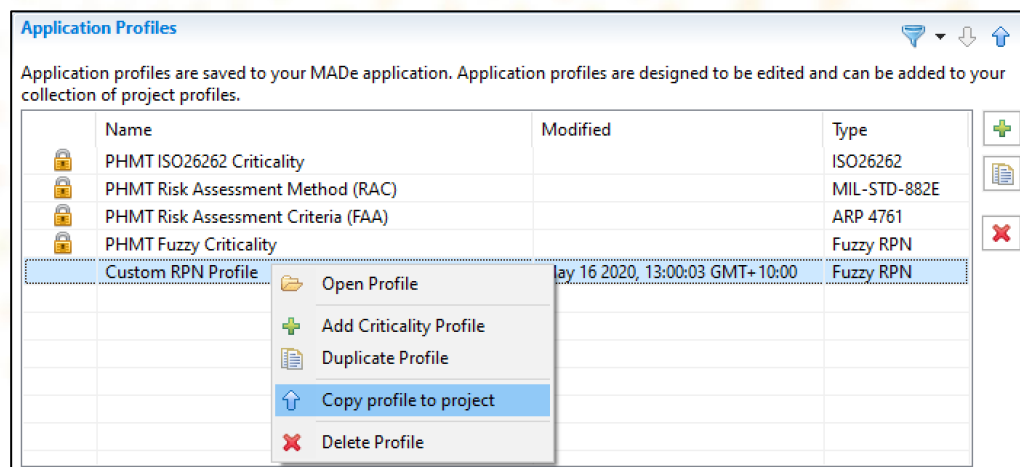 Application Profiles
Application profiles are saved to your MADe application. Application profiles are designed to be edited and can be added to your
collection of project profiles.
Name Modified Type
PHMT ISO26262 Criticality ISO26262
PHMT Risk Assessment Method (RAC) MIL-STD-882E
PHMT Risk Assessment Criteria (FAA) ARP 4761
PHMT Fuzzy Criticality Fuzzy RPN
Custom RPN Profile May 16 2020, 13:00:03 GMT+10:00 Fuzzy RPN
Open Profile
Add Criticality Profile
Duplicate Profile
Copy profile to project
Delete Profile